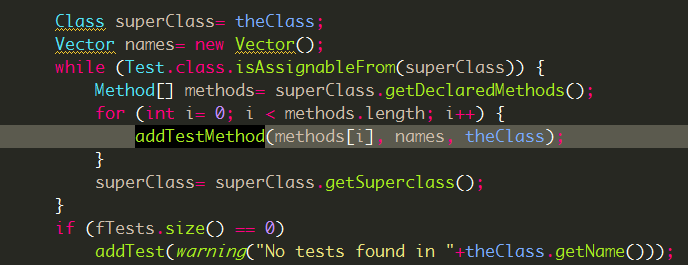 Class superClass= theClass;
Vector names= new Vector();
while (Test.class.isAssignableFrom(superClass)) {
Method[] methods= superClass.getDeclaredMethods();
for (int i= 0; i < methods.length; i++) {
addTestMethod(methods[i], names, theClass);
}
superClass= superClass.getSuperclass();
}
if (fTests.size() == 0)
addTest(warning("No tests found in "+theClass.getName()));